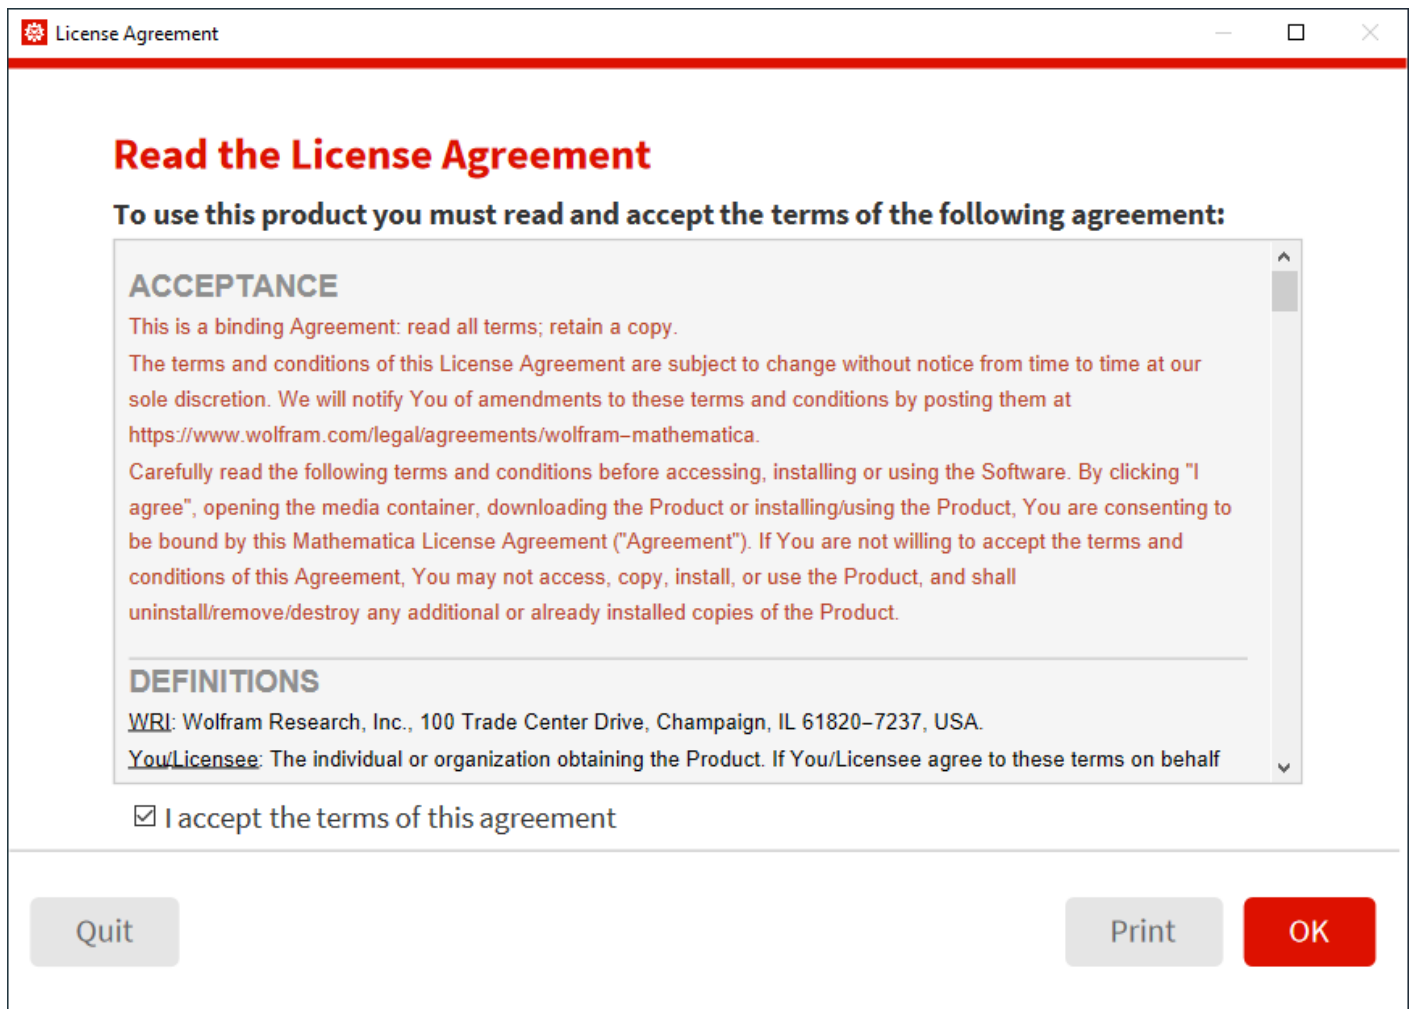 License Agreement
Read the License Agreement
To use this product you must read and accept the terms of the following agreement:
ACCEPTANCE
This is a binding Agreement: read all terms; retain a copy.
The terms and conditions of this License Agreement are subject to change without notice from time to time at our
sole discretion. We will notify You of amendments to these terms and conditions by posting them at
https://www.wolfram.com/legal/agreements/wolfram–mathematica.
Carefully read the following terms and conditions before accessing, installing or using the Software. By clicking "I
agree", opening the media container, downloading the Product or installing/using the Product, You are consenting to
be bound by this Mathematica License Agreement ("Agreement"). If You are not willing to accept the terms and
conditions of this Agreement, You may not access, copy, install, or use the Product, and shall
uninstall/remove/destroy any additional or already installed copies of the Product.
DEFINITIONS
WRI: Wolfram Research, Inc., 100 Trade Center Drive, Champaign, IL 61820–7237, USA.
You/Licensee: The individual or organization obtaining the Product. If You/Licensee agree to these terms on behalf
I accept the terms of this agreement
Quit
Print
OK